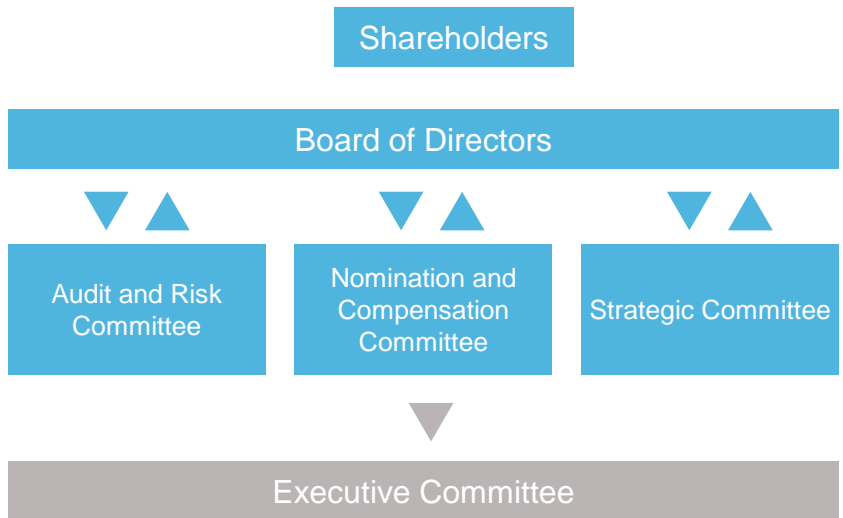 Shareholders
Board of Directors
Audit and Risk
Committee
Nomination and
Compensation
Committee
Strategic Committee
Executive Committee